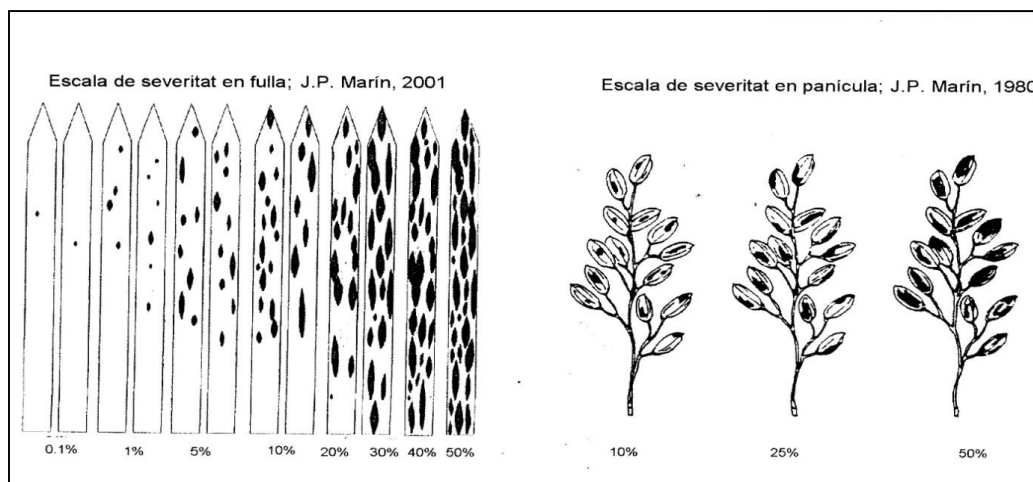 Escala de severitat en fulla; J.P. Marín, 2001
0.1% 1% 5% 10% 20% 30% 40% 50%
Escala de severitat en panícula; J.P. Marín, 1980
10% 25% 50%